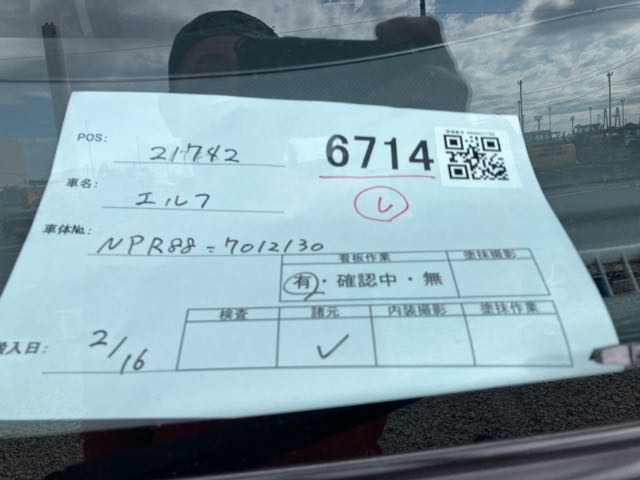 POS: 21742 6714
車名: エルフ レ
車体No.: NPR88-7012130
看板作業 塗抹撮影
有・確認中・無
検査 諸元 内装撮影 塗抹作業
搬入日: 2/16 ✓